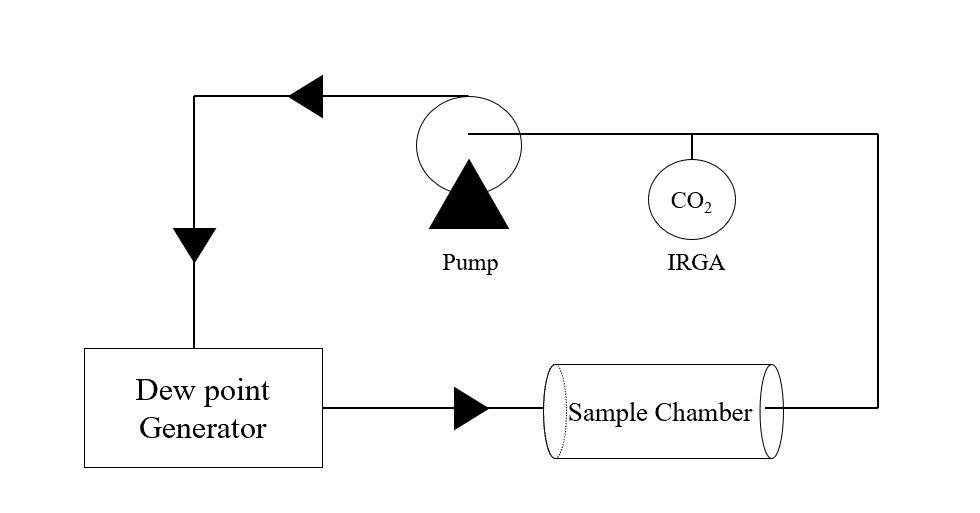 CO₂
Pump
IRGA
Dew point
Generator
Sample Chamber